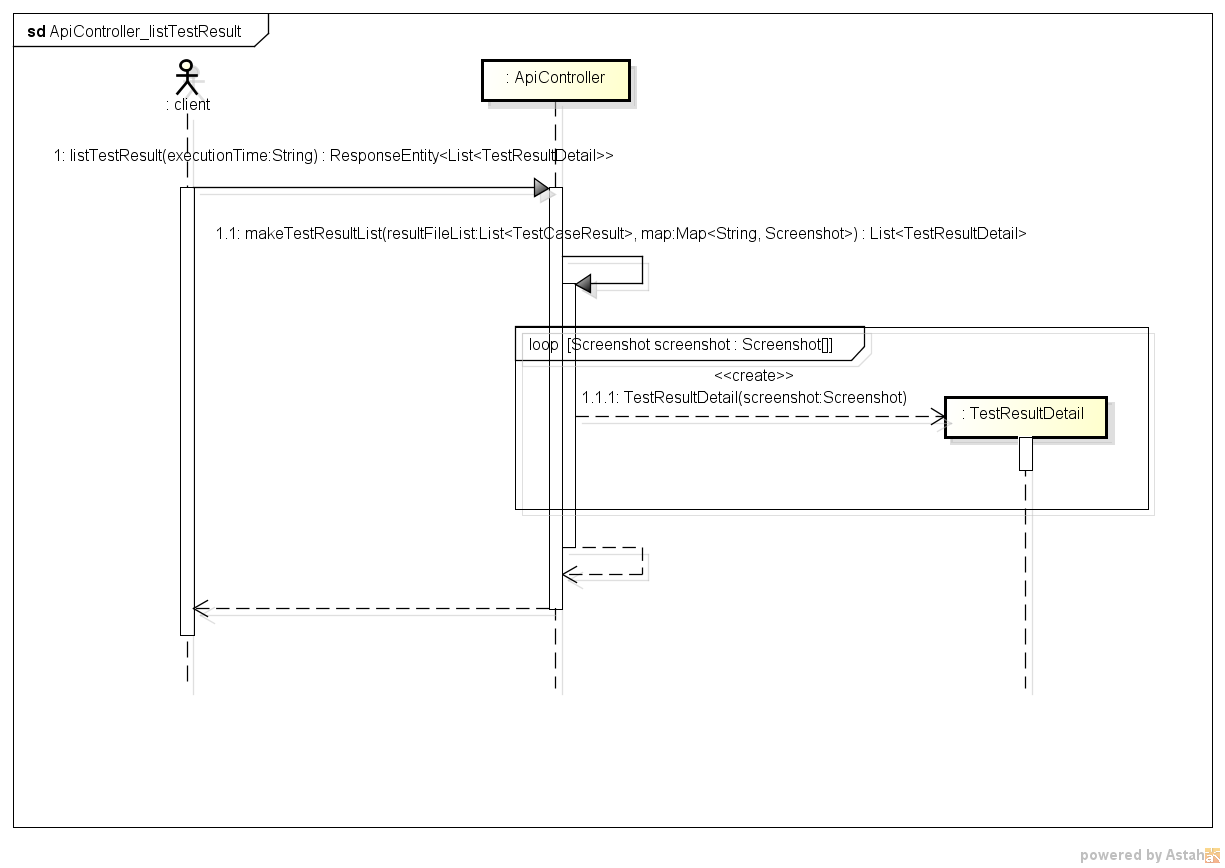 sd ApiController_listTestResult
: client
: ApiController
1: listTestResult(executionTime:String) : ResponseEntity<List<TestResultDetail>>
1.1: makeTestResultList(resultFileList:List<TestCaseResult>, map:Map<String, Screenshot>) : List<TestResultDetail>
loop [Screenshot screenshot : Screenshot[]]
<<create>>
1.1.1: TestResultDetail(screenshot:Screenshot)
: TestResultDetail
powered by Astah